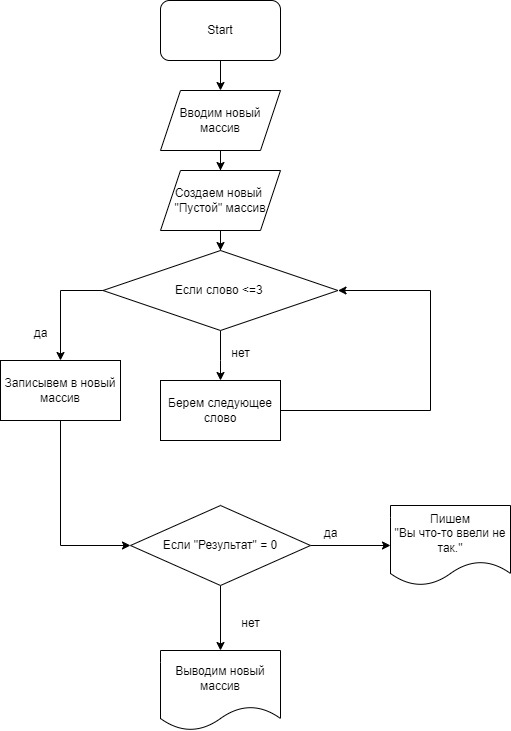 Start
Вводим новый
массив
Создаем новый
"Пустой" массив
Если слово <=3
да
нет
Записывем в новый
массив
Берем следующее
слово
Если "Результат" = 0
да
Пишем
"Вы что-то ввели не
так."
нет
Выводим новый
массив